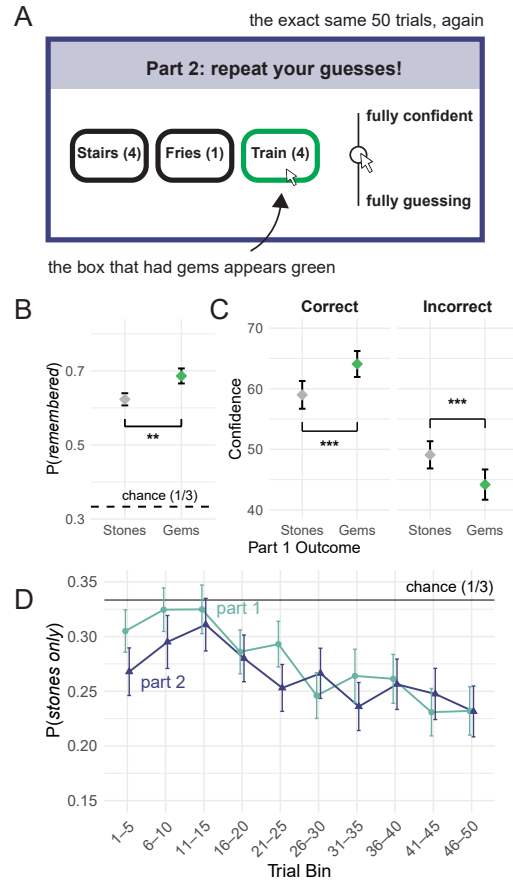 A
the exact same 50 trials, again
Part 2: repeat your guesses!
fully confident
Stairs (4) Fries (1) Train (4)
fully guessing
the box that had gems appears green
B
0.7
0.5
0.3
P(remembered)
**
chance (1/3)
Stones Gems
C
Correct Incorrect
70
60
50
40
Confidence
***
***
Stones Gems Stones Gems
Part 1 Outcome
D
0.35
0.30
0.25
0.20
0.15
P(stones only)
chance (1/3)
part 1
part 2
1–5 6–10 11–15 16–20 21–25 26–30 31–35 36–40 41–45 46–50
Trial Bin